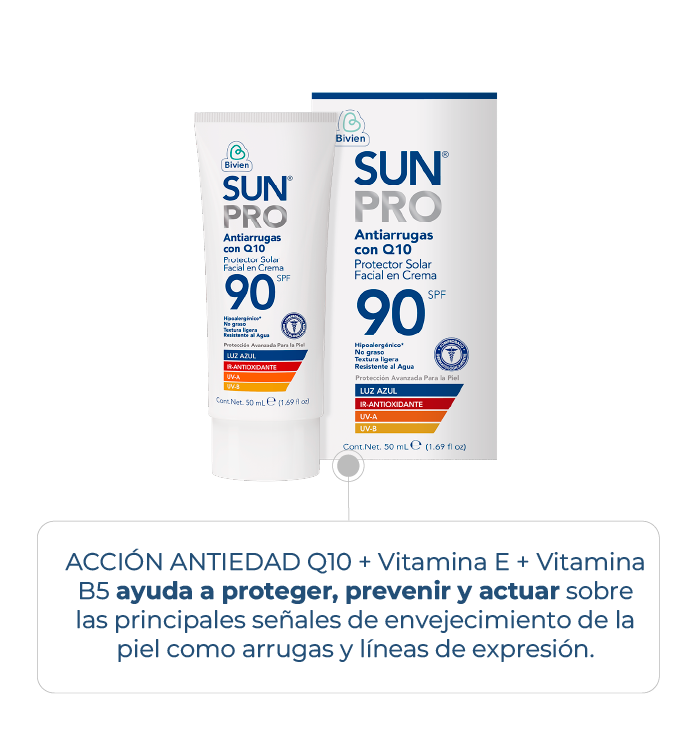 Bivien
SUN®
PRO
Antiarrugas
con Q10
Protector Solar
Facial en Crema
90 SPF
Hipoalergénico*
No graso
Textura ligera
Resistente al Agua
Protección Avanzada Para la Piel
LUZ AZUL
IR-ANTIOXIDANTE
UV-A
UV-B
Cont.Net. 50 mL (1.69 fl oz)
Bivien
SUN®
PRO
Antiarrugas
con Q10
Protector Solar
Facial en Crema
90 SPF
Hipoalergénico*
No graso
Textura ligera
Resistente al Agua
Protección Avanzada Para la Piel
LUZ AZUL
IR-ANTIOXIDANTE
UV-A
UV-B
Cont.Net. 50 mL (1.69 fl oz)
ACCIÓN ANTIEDAD Q10 + Vitamina E + Vitamina
B5 ayuda a proteger, prevenir y actuar sobre
las principales señales de envejecimiento de la
piel como arrugas y líneas de expresión.